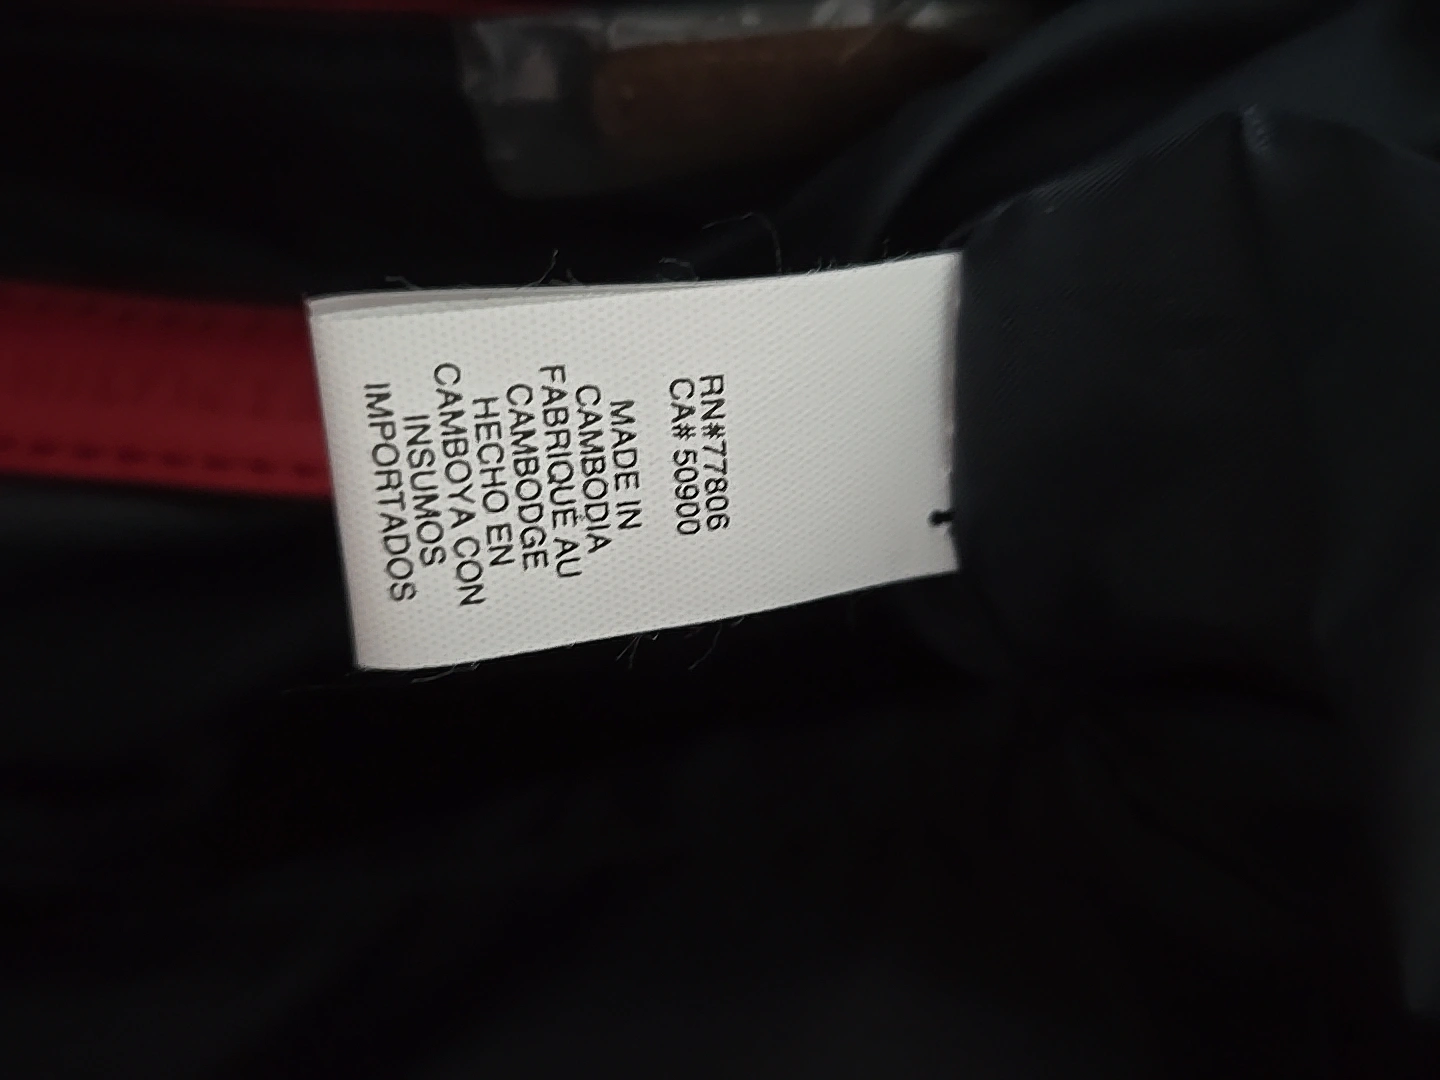 RN#77806
CA# 50900
MADE IN
CAMBODIA
FABRIQUÉ AU
CAMBODGE
HECHO EN
CAMBOYA CON
INSUMOS
IMPORTADOS